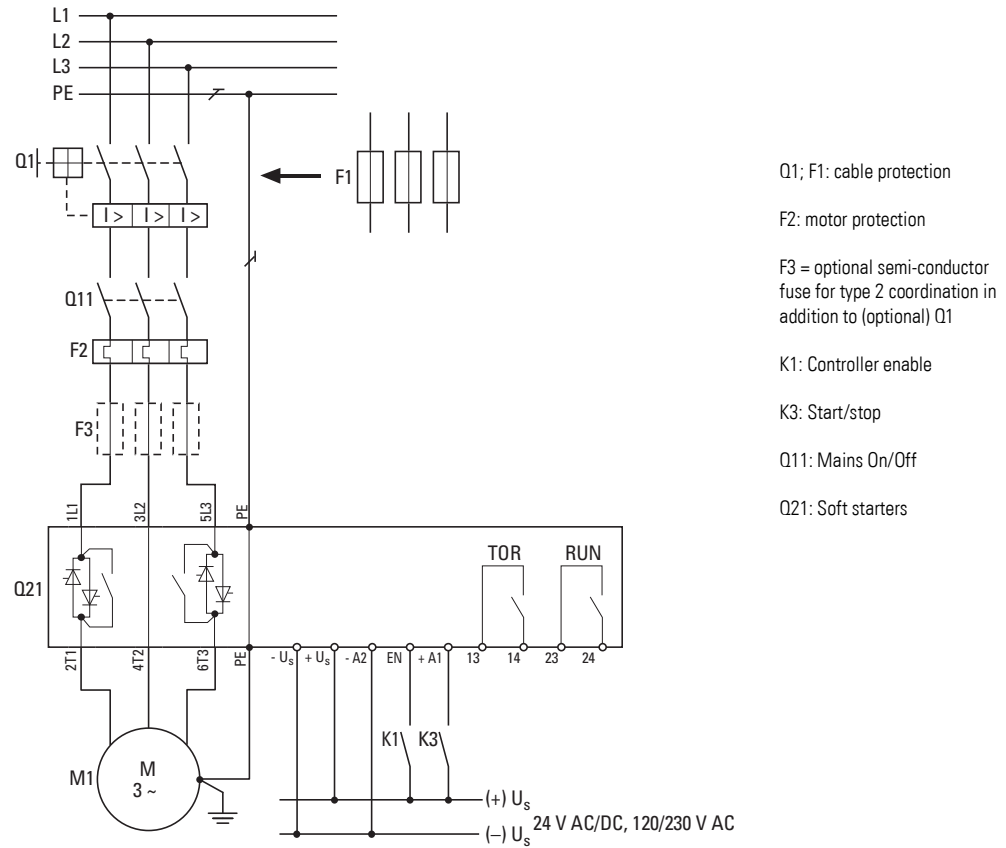 L1
L2
L3
PE
Q1
I > I > I >
F1
Q11
F2
F3
1L1 3L2 5L3 PE
Q21
TOR RUN
2T1 4T2 6T3 PE
- Us + Us - A2 EN + A1 13 14 23 24
K1 K3
M1
M
3 ~
(+) Us
(–) Us
24 V AC/DC, 120/230 V AC
Q1; F1: cable protection
F2: motor protection
F3 = optional semi-conductor
fuse for type 2 coordination in
addition to (optional) Q1
K1: Controller enable
K3: Start/stop
Q11: Mains On/Off
Q21: Soft starters